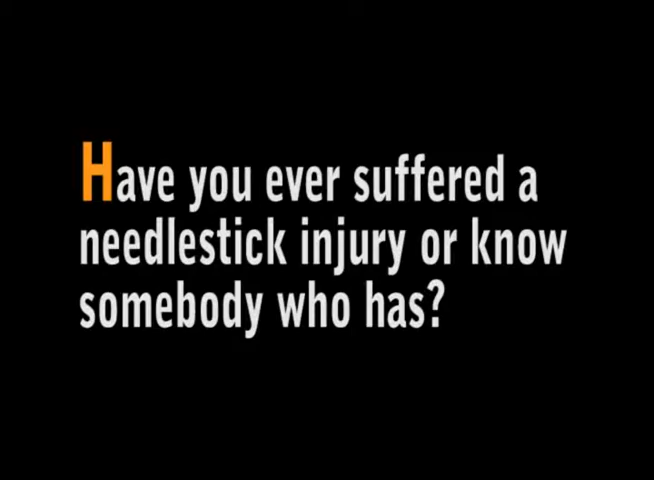 Have you ever suffered a
needlestick injury or know
somebody who has?